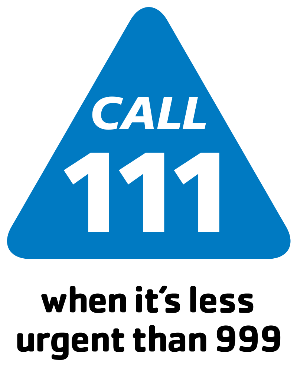 CALL
111
when it's less
urgent than 999